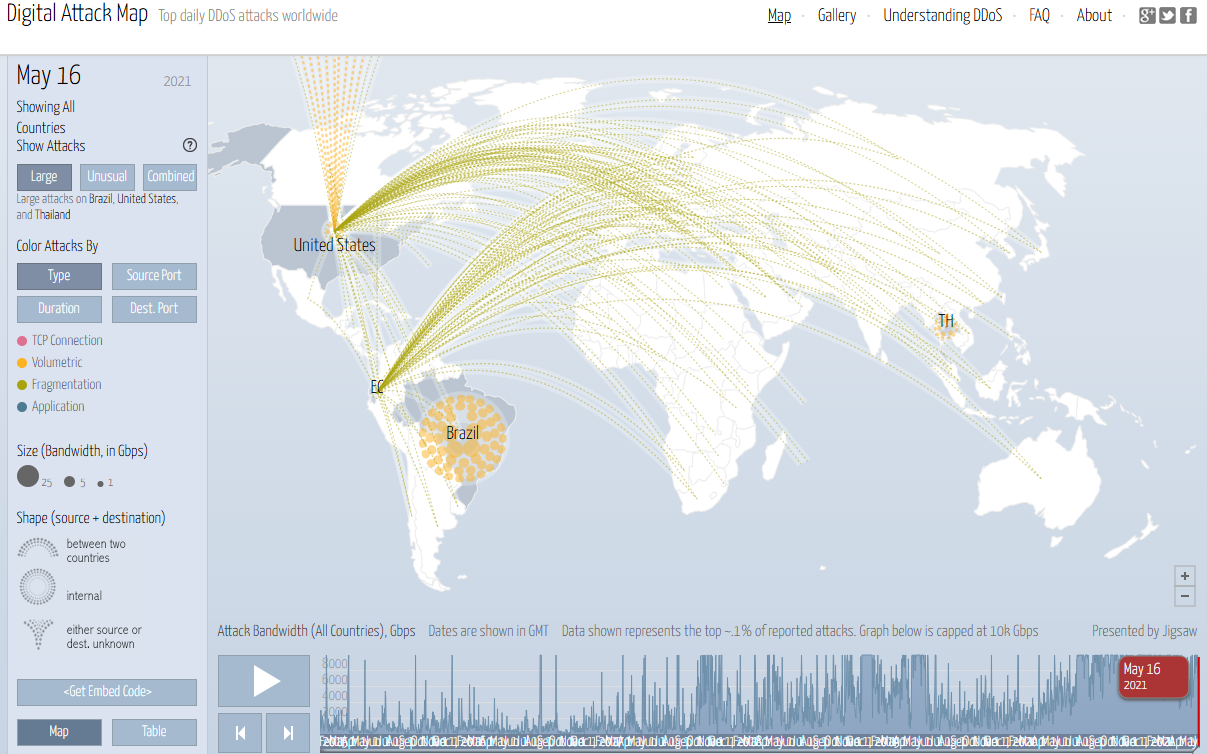 Digital Attack Map Top daily DDoS attacks worldwide
Map · Gallery · Understanding DDoS · FAQ · About
May 16 2021
Showing All
Countries
Show Attacks ?
Large Unusual Combined
Large attacks on Brazil, United States,
and Thailand
Color Attacks By
Type Source Port
Duration Dest. Port
TCP Connection
Volumetric
Fragmentation
Application
Size (Bandwidth, in Gbps)
25 5 1
Shape (source + destination)
between two
countries
internal
either source or
dest. unknown
<Get Embed Code>
Map Table
United States
TH
EC
Brazil
+
−
Attack Bandwidth (All Countries), Gbps Dates are shown in GMT Data shown represents the top ~.1% of reported attacks. Graph below is capped at 10k Gbps Presented by Jigsaw
8000
6000
4000
2000
May 16
2021